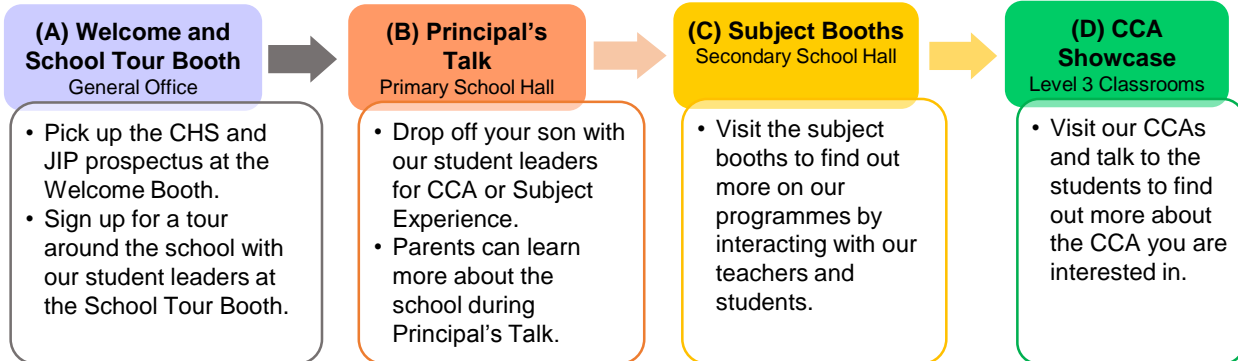 (A) Welcome and
School Tour Booth
General Office
• Pick up the CHS and
JIP prospectus at the
Welcome Booth.
• Sign up for a tour
around the school with
our student leaders at
the School Tour Booth.
(B) Principal’s
Talk
Primary School Hall
• Drop off your son with
our student leaders
for CCA or Subject
Experience.
• Parents can learn
more about the
school during
Principal’s Talk.
(C) Subject Booths
Secondary School Hall
• Visit the subject
booths to find out
more on our
programmes by
interacting with our
teachers and
students.
(D) CCA
Showcase
Level 3 Classrooms
• Visit our CCAs
and talk to the
students to find
out more about
the CCA you are
interested in.